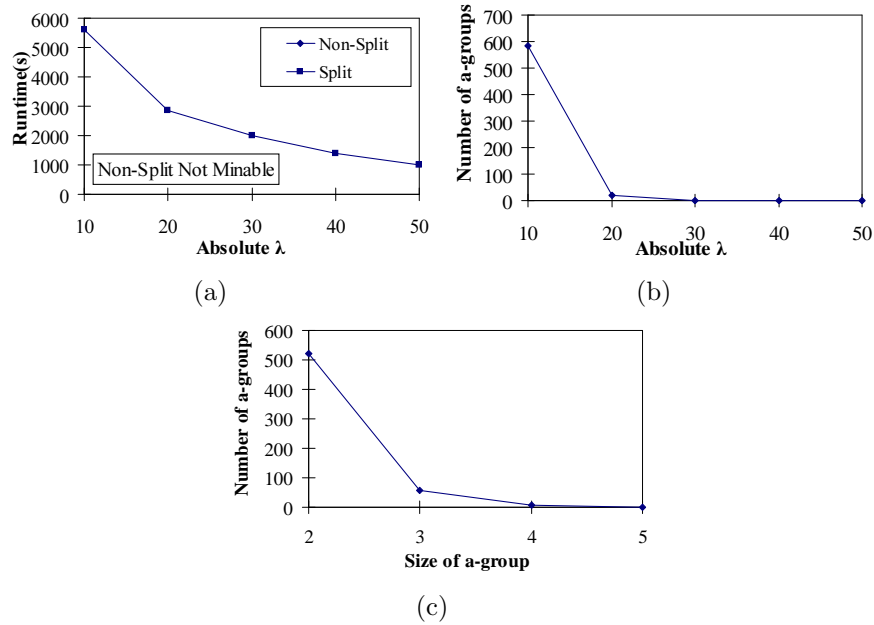 6000
5000
4000
3000
2000
1000
0
Runtime(s)
Non-Split
Split
Non-Split Not Minable
10 20 30 40 50
Absolute λ
(a)
700
600
500
400
300
200
100
0
Number of a-groups
10 20 30 40 50
Absolute λ
(b)
600
500
400
300
200
100
0
Number of a-groups
2 3 4 5
Size of a-group
(c)